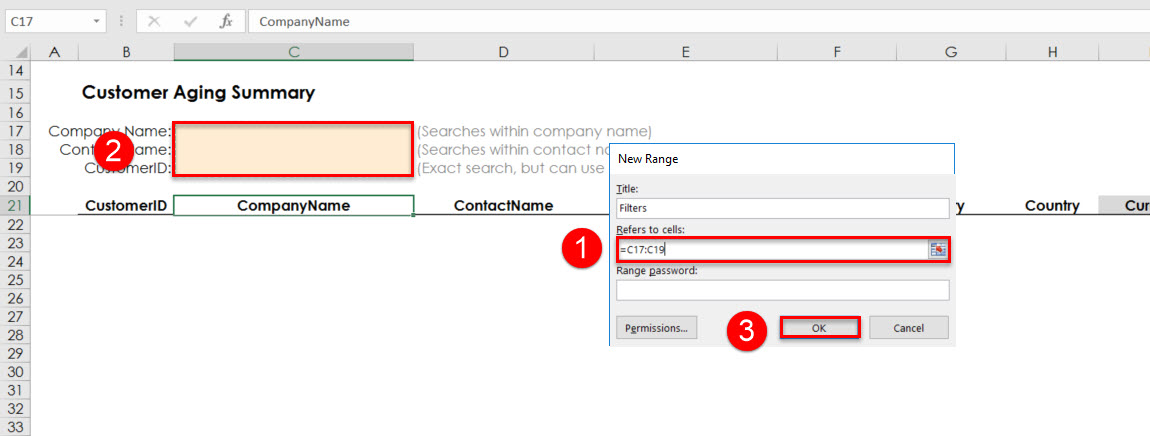 C17 fx CompanyName
A B C D E F G H
14
15 Customer Aging Summary
16
17 Company Name: (Searches within company name)
18 Cont ame: (Searches within contact na
19 CustomerID: (Exact search, but can use
20
21 CustomerID CompanyName ContactName y Country Cur
22
23
24
25
26
27
28
29
30
31
32
33
2
New Range
Title:
Filters
Refers to cells:
1
=C17:C19
Range password:
Permissions... 3 OK Cancel